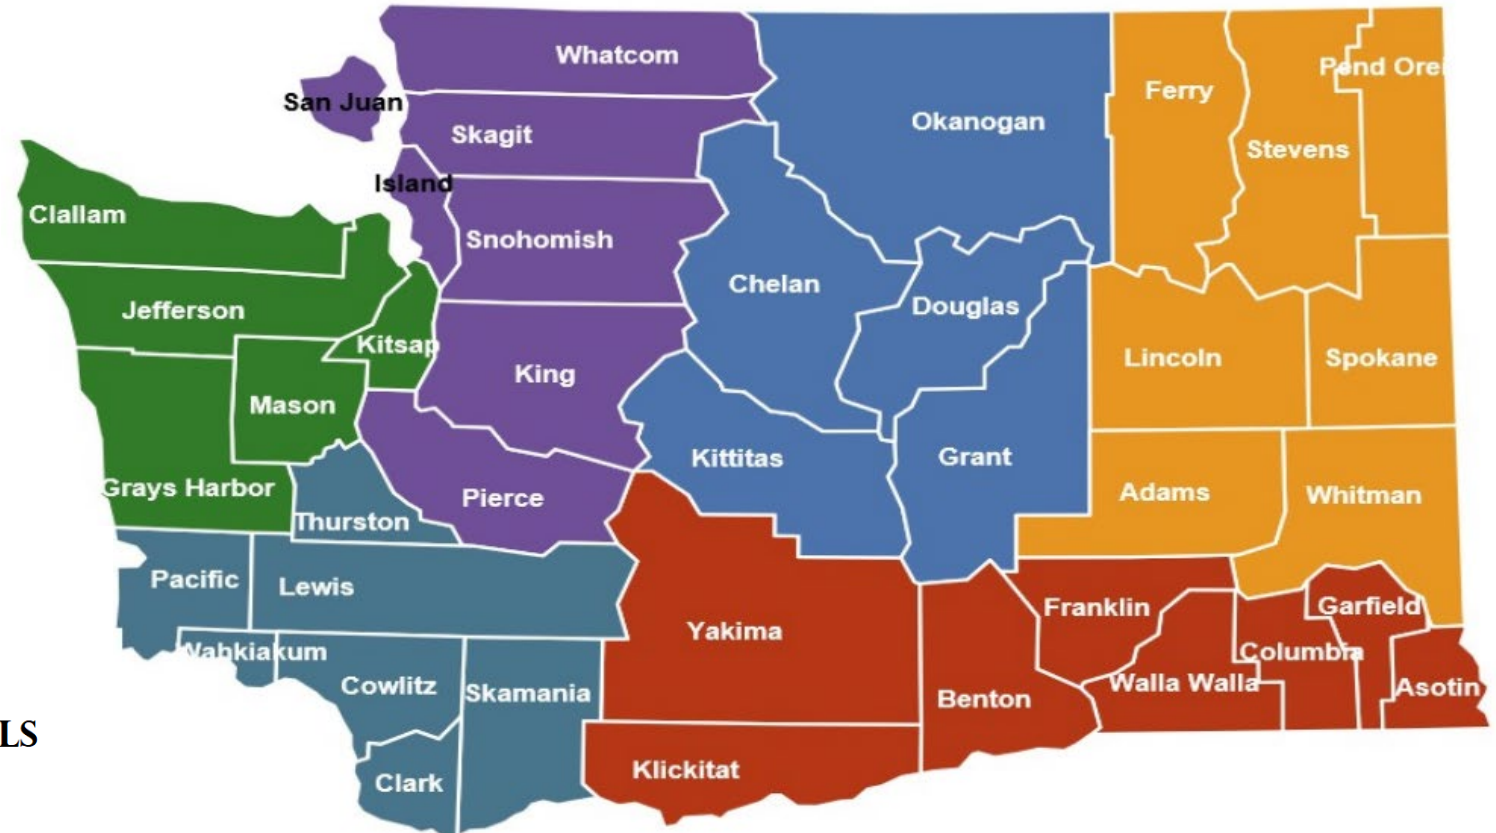 Whatcom
Pend Orei
Ferry
San Juan
Okanogan
Skagit
Stevens
Island
Clallam
Snohomish
Chelan
Douglas
Jefferson
Kitsap
Lincoln
Spokane
King
Mason
Kittitas
Grant
Grays Harbor
Pierce
Adams
Whitman
Thurston
Pacific
Lewis
Franklin
Garfield
Yakima
Wahkiakum
Columbia
Cowlitz
Skamania
Walla Walla
Asotin
Benton
LS
Klickitat
Clark